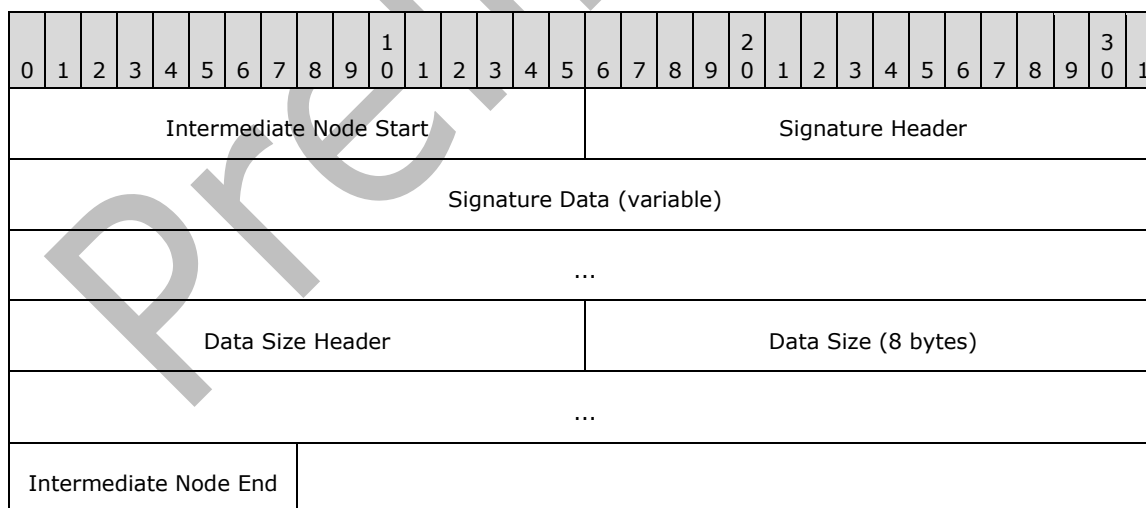 1 2 3
0 1 2 3 4 5 6 7 8 9 0 1 2 3 4 5 6 7 8 9 0 1 2 3 4 5 6 7 8 9 0 1
Intermediate Node Start Signature Header
Signature Data (variable)
...
Data Size Header Data Size (8 bytes)
...
Intermediate Node End